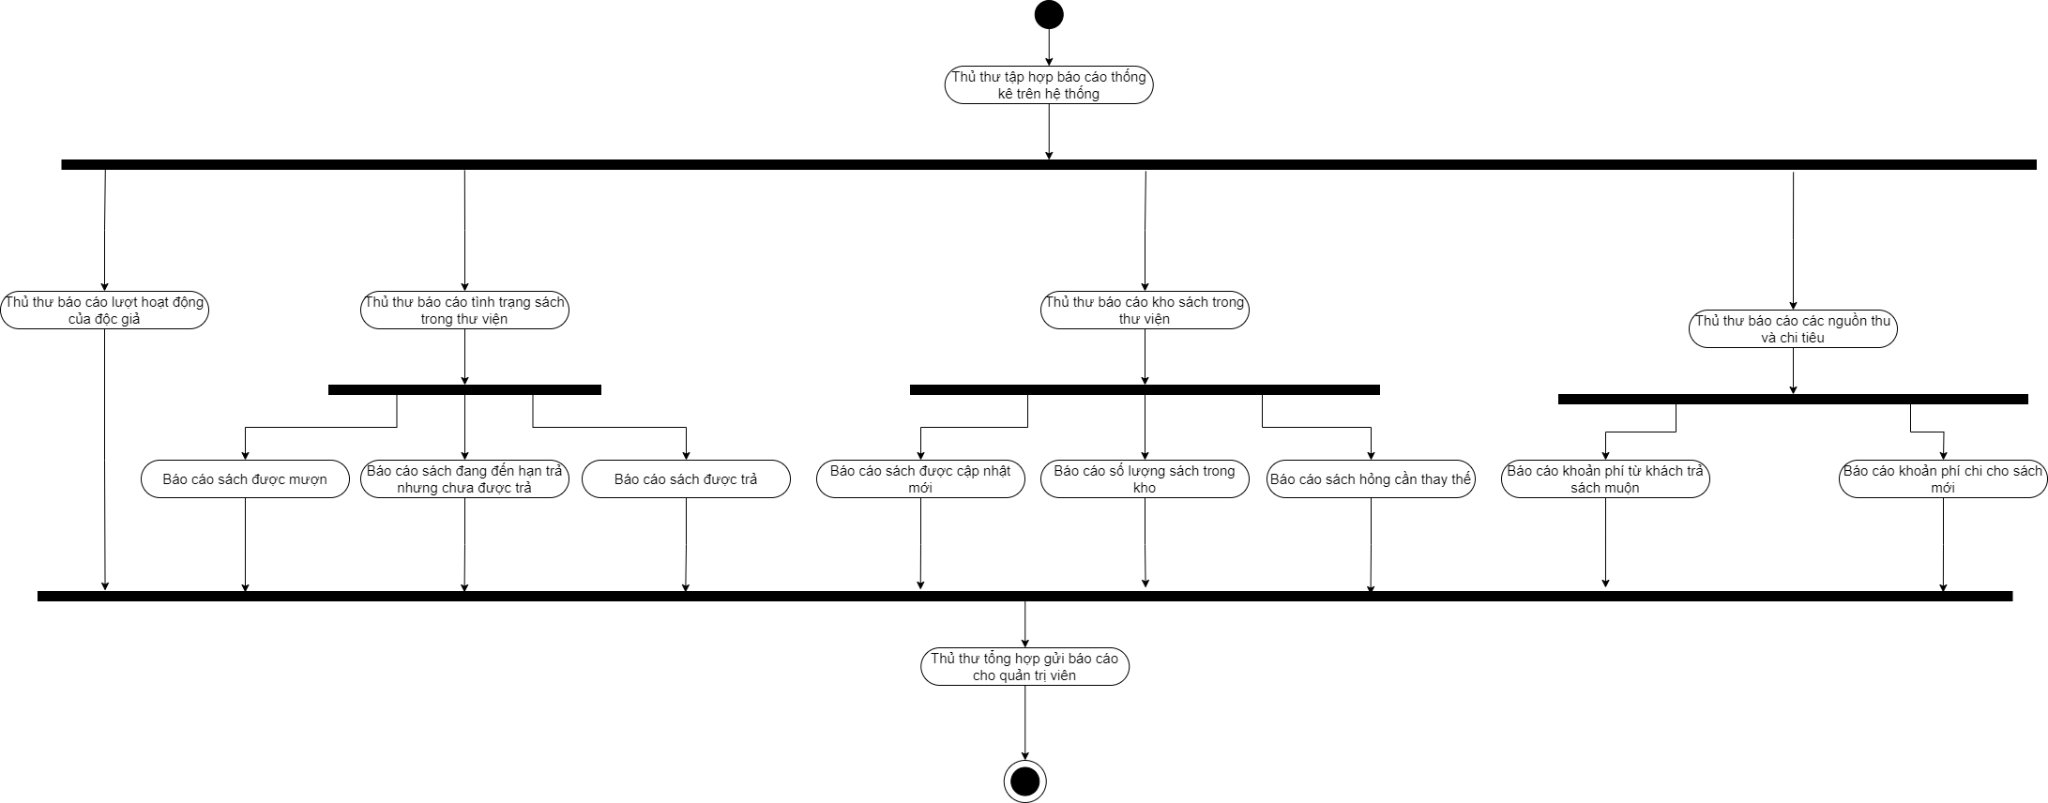 Thủ thư tập hợp báo cáo thống
kê trên hệ thống
Thủ thư báo cáo lượt hoạt động
của độc giả
Thủ thư báo cáo tình trạng sách
trong thư viện
Thủ thư báo cáo kho sách trong
thư viện
Thủ thư báo cáo các nguồn thu
và chi tiêu
Báo cáo sách được mượn
Báo cáo sách đang đến hạn trả
nhưng chưa được trả
Báo cáo sách được trả
Báo cáo sách được cập nhật
mới
Báo cáo số lượng sách trong
kho
Báo cáo sách hỏng cần thay thế
Báo cáo khoản phí từ khách trả
sách muộn
Báo cáo khoản phí chi cho sách
mới
Thủ thư tổng hợp gửi báo cáo
cho quản trị viên